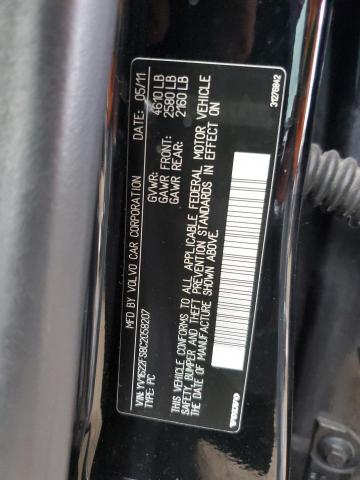 MFD BY VOLVO CAR CORPORATION DATE: 05/11
GVWR: 4610 LB
GAWR FRONT: 2580 LB
GAWR REAR: 2160 LB
VIN: YV1622FS8C2058207
TYPE: PC
THIS VEHICLE CONFORMS TO ALL APPLICABLE FEDERAL MOTOR VEHICLE
SAFETY, BUMPER AND THEFT PREVENTION STANDARDS IN EFFECT ON
DATE OF MANUFACTURE SHOWN ABOVE.
VOLVO
31276942